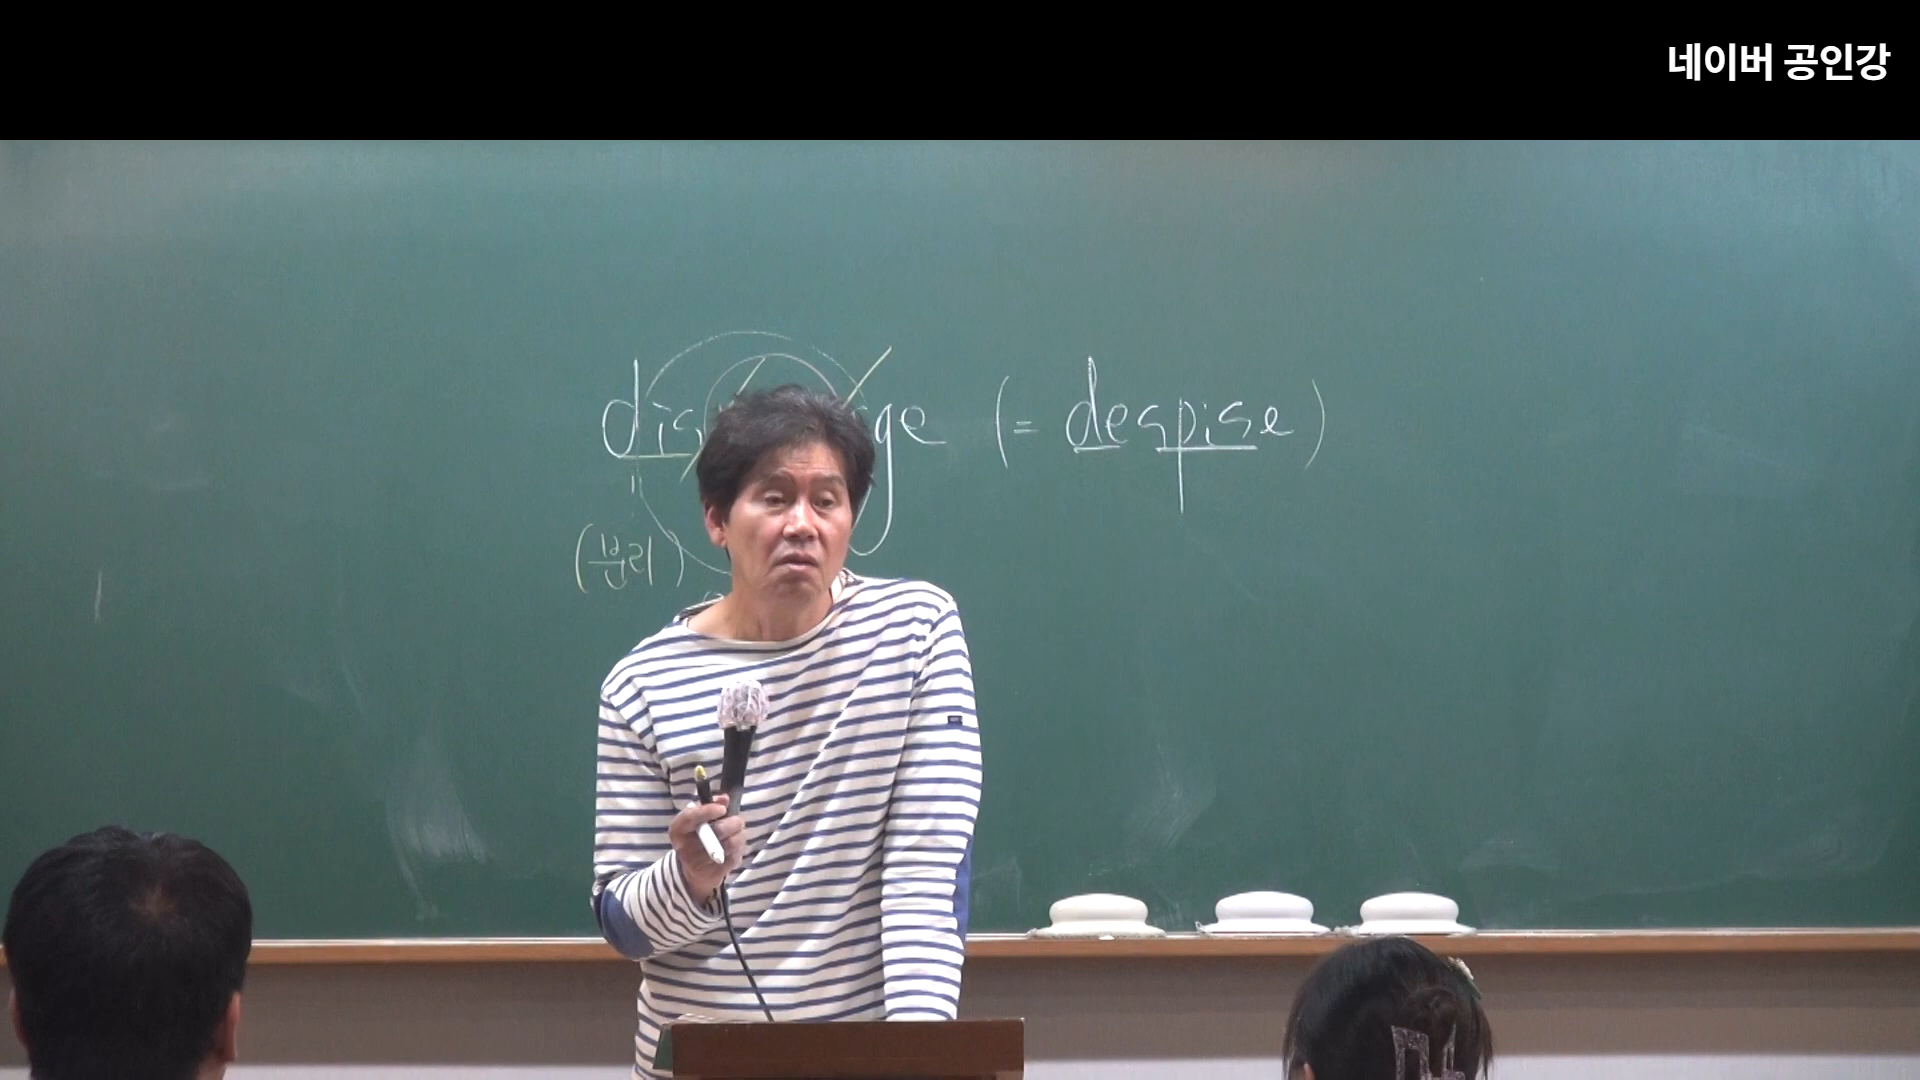 네이버 공인강
dis ge (= despise)
(분리)